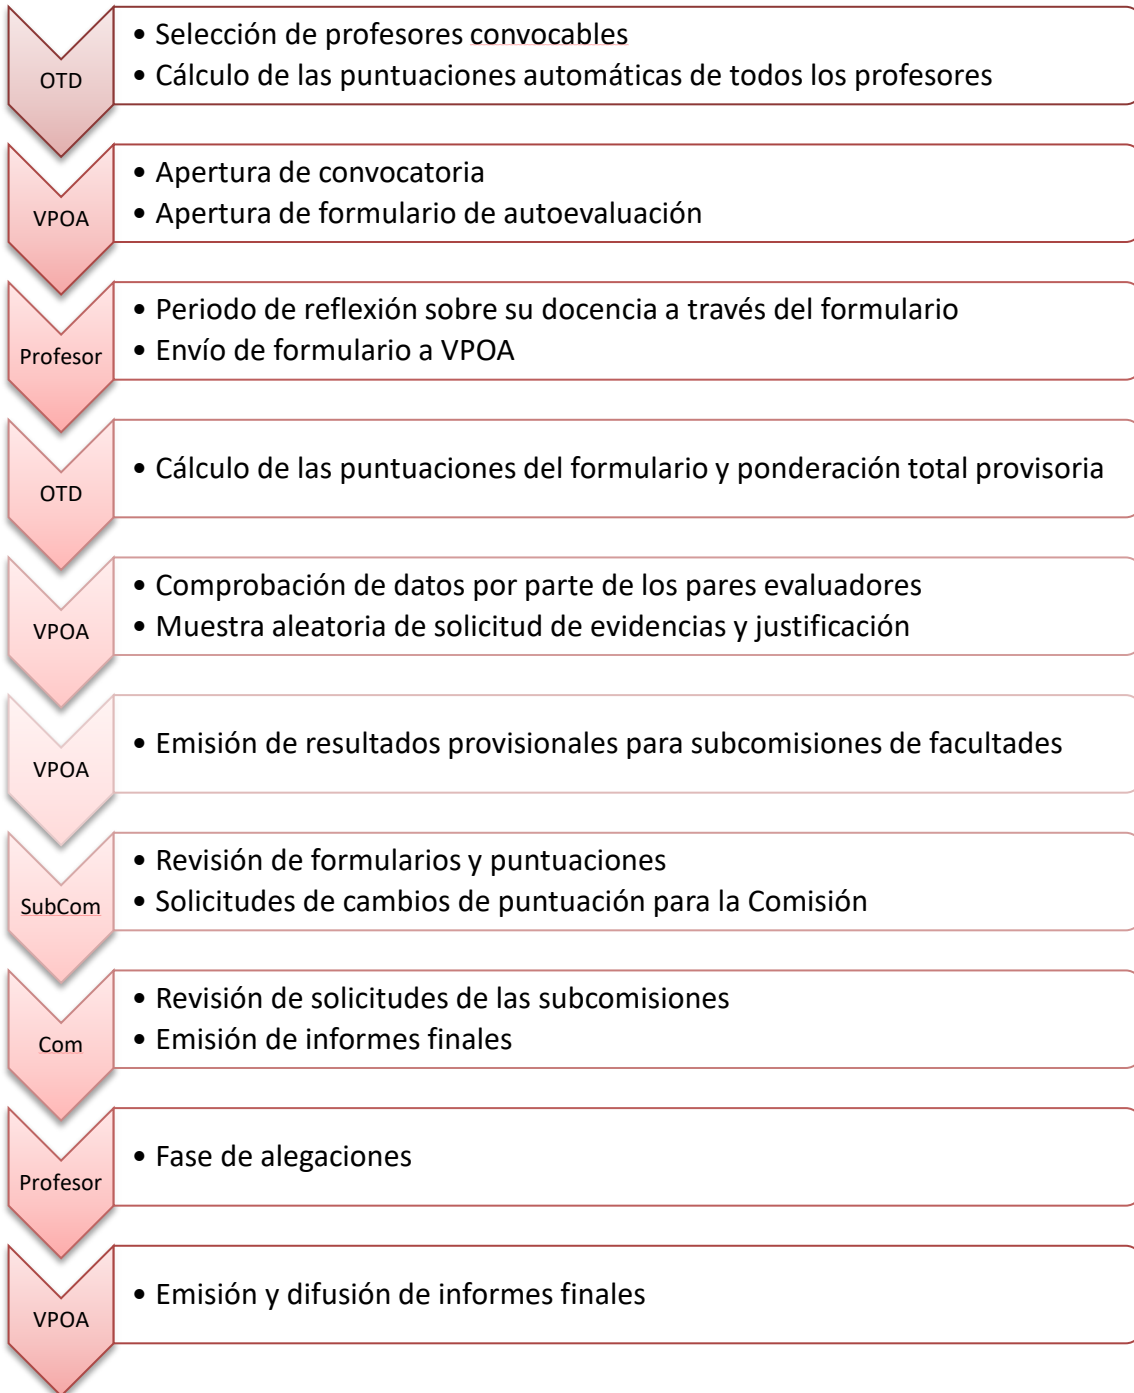 OTD
• Selección de profesores convocables
• Cálculo de las puntuaciones automáticas de todos los profesores
VPOA
• Apertura de convocatoria
• Apertura de formulario de autoevaluación
Profesor
• Periodo de reflexión sobre su docencia a través del formulario
• Envío de formulario a VPOA
OTD
• Cálculo de las puntuaciones del formulario y ponderación total provisoria
VPOA
• Comprobación de datos por parte de los pares evaluadores
• Muestra aleatoria de solicitud de evidencias y justificación
VPOA
• Emisión de resultados provisionales para subcomisiones de facultades
SubCom
• Revisión de formularios y puntuaciones
• Solicitudes de cambios de puntuación para la Comisión
Com
• Revisión de solicitudes de las subcomisiones
• Emisión de informes finales
Profesor
• Fase de alegaciones
VPOA
• Emisión y difusión de informes finales